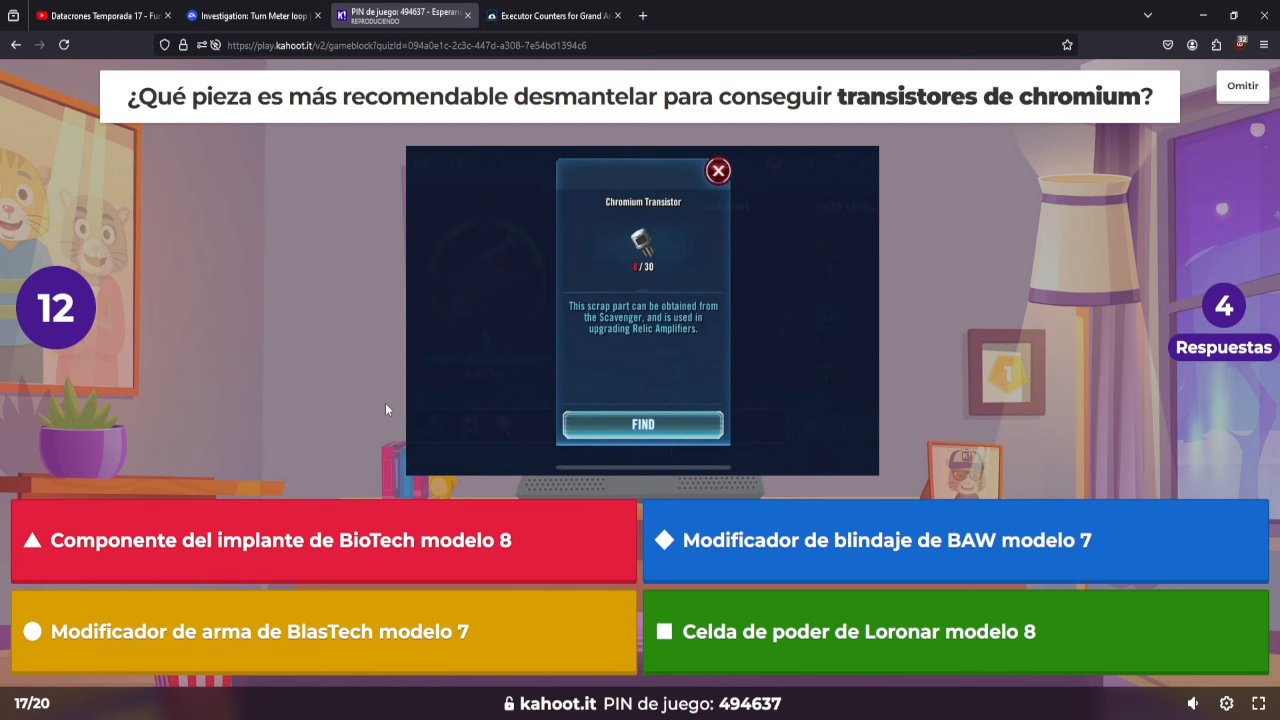 Datacrones Temporada 17 - Fu
Investigation: Turn Meter loop
PIN de juego: 494637 - Esperan
REPRODUCIENDO
Executor Counters for Grand Ar
https://play.kahoot.it/v2/gameblock?quizId=094a0e1c-2c3c-447d-a308-7e54bd1394c6
32
¿Qué pieza es más recomendable desmantelar para conseguir transistores de chromium?
Omitir
Chromium Transistor
8/30
This scrap part can be obtained from
the Scavenger, and is used in
upgrading Relic Amplifiers.
FIND
12
4
Respuestas
1
Componente del implante de BioTech modelo 8
Modificador de blindaje de BAW modelo 7
Modificador de arma de BlasTech modelo 7
Celda de poder de Loronar modelo 8
17/20
kahoot.it PIN de juego: 494637